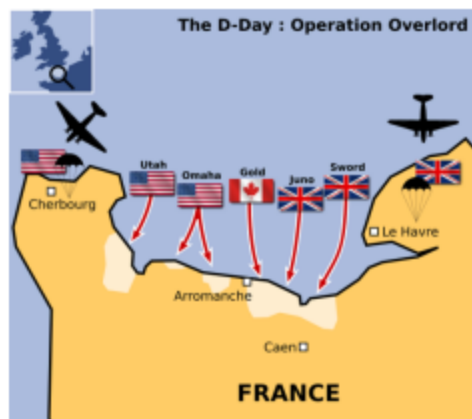 The D-Day : Operation Overlord
Utah
Omaha
Gold
Juno
Sword
Cherbourg
Le Havre
Arromanche
Caen
FRANCE